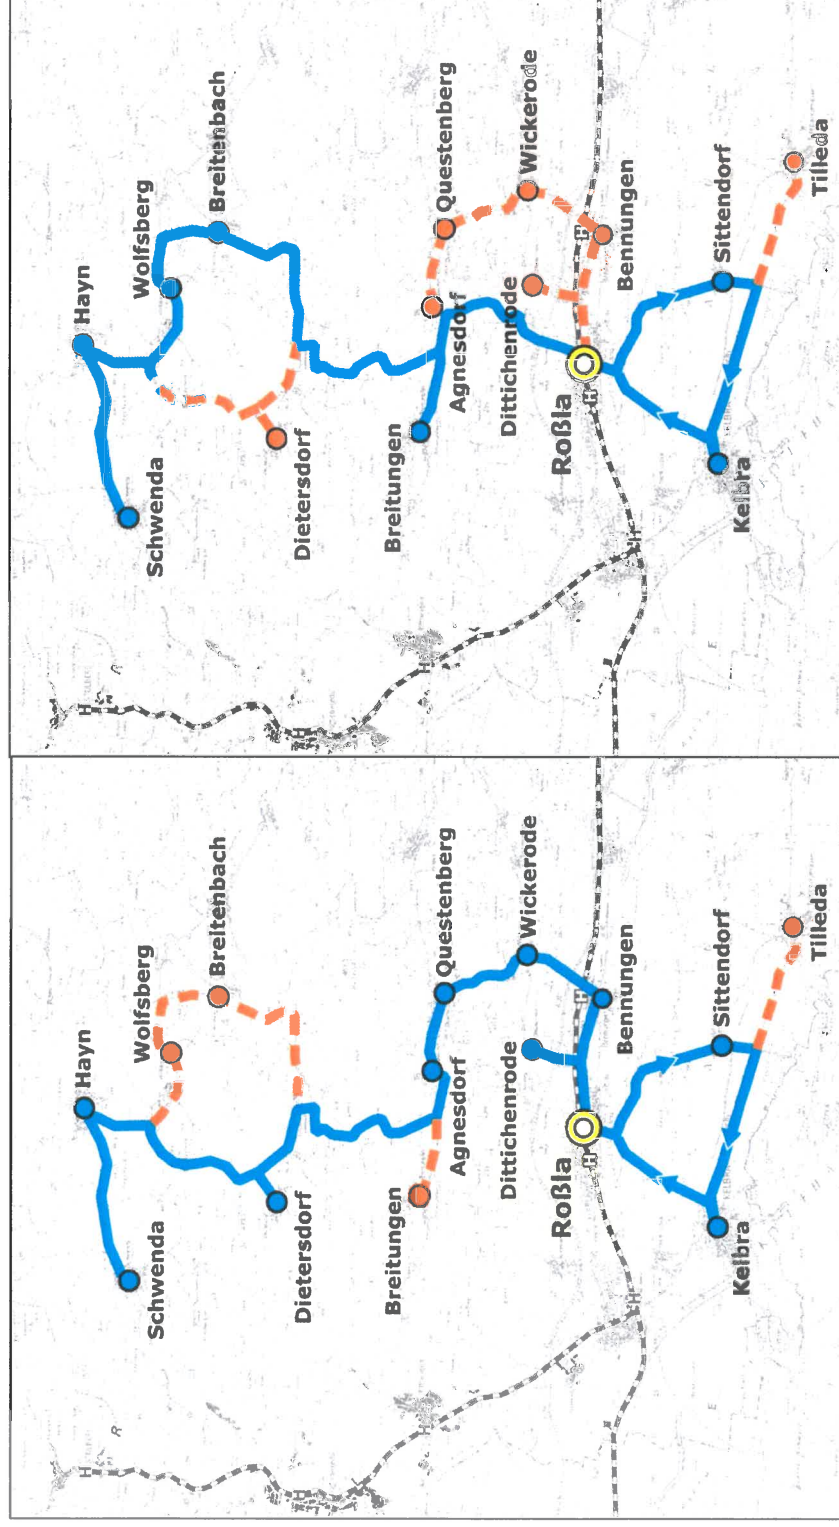 Hayn
Wolfsberg
Breitenbach
Schwenda
Dietersdorf
Questenberg
Wickerode
Breitungen
Agnesdorf
Dittichenrode
Bennungen
Roßla
Sittendorf
Tilleda
Kelbra
H
H
H
H
H
H
Hayn
Wolfsberg
Breitenbach
Schwenda
Dietersdorf
Questenberg
Wickerode
Breitungen
Agnesdorf
Dittichenrode
Bennungen
Roßla
Sittendorf
Tilleda
Kelbra
H
H
H
H
H
H
R
E